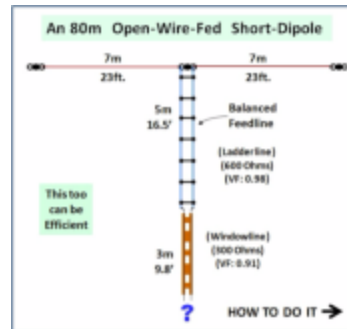 An 80m Open-Wire-Fed Short-Dipole
7m 7m
23ft. 23ft.
5m
16.5'
Balanced
Feedline
(Ladderline)
(600 Ohms)
(VF: 0.98)
This too
can be
Efficient
3m
9.8'
(Windowline)
(300 Ohms)
(VF: 0.91)
?
HOW TO DO IT